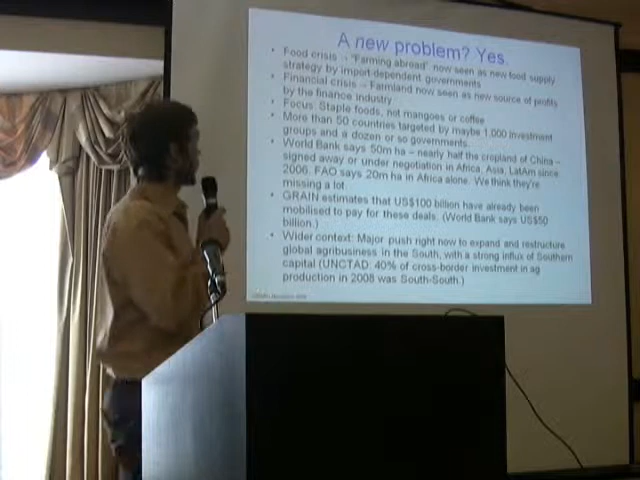 A new problem? Yes.
• Food crisis → "Farming abroad" now seen as new food supply
strategy by import-dependent governments
• Financial crisis → Farmland now seen as new source of profits
by the finance industry
• Focus: Staple foods, not mangoes or coffee
• More than 50 countries targeted by maybe 1,000 investment
groups and a dozen or so governments.
• World Bank says 50m ha – nearly half the cropland of China –
signed away or under negotiation in Africa, Asia, LatAm since
2006. FAO says 20m ha in Africa alone. We think they're
missing a lot.
• GRAIN estimates that US$100 billion have already been
mobilised to pay for these deals. (World Bank says US$50
billion.)
• Wider context: Major push right now to expand and restructure
global agribusiness in the South, with a strong influx of Southern
capital (UNCTAD: 40% of cross-border investment in ag
production in 2008 was South-South.)